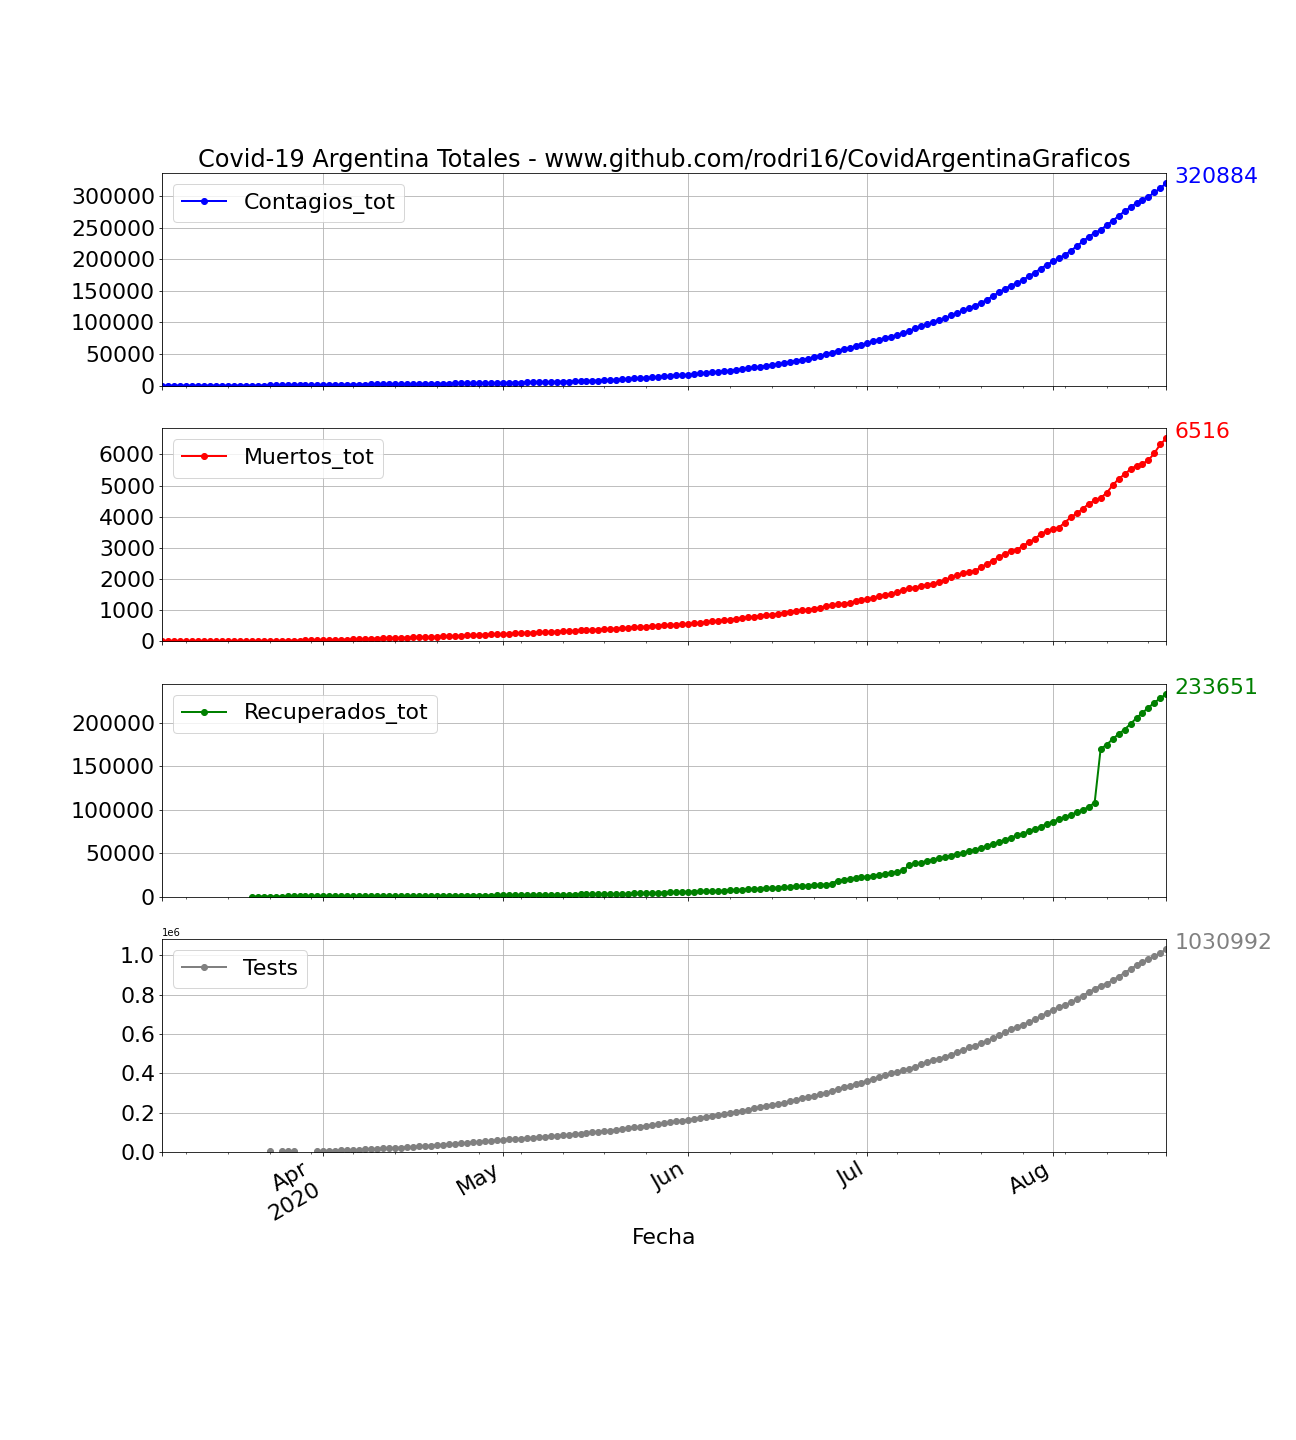 Covid-19 Argentina Totales - www.github.com/rodri16/CovidArgentinaGraficos
320884
Contagios_tot
300000
250000
200000
150000
100000
50000
0
6516
Muertos_tot
6000
5000
4000
3000
2000
1000
0
233651
Recuperados_tot
200000
150000
100000
50000
0
1e6
1030992
Tests
1.0
0.8
0.6
0.4
0.2
0.0
Apr
2020
May
Jun
Jul
Aug
Fecha